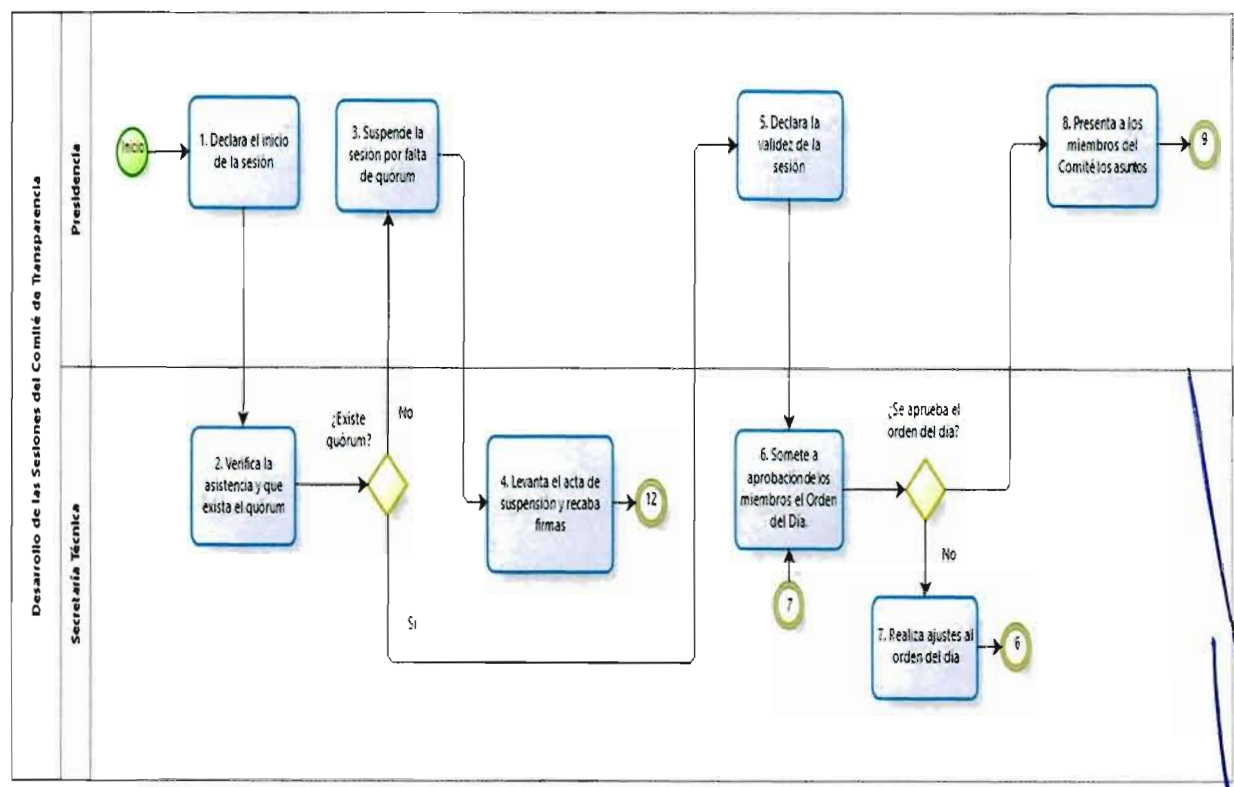 Desarrollo de las Sesiones del Comité de Transparencia
Presidencia
Inicio
1. Declara el inicio
de la sesión
3. Suspende la
sesión por falta
de quórum
5. Declara la
validez de la
sesión
8. Presenta a los
miembros del
Comité los asuntos
9
Secretaría Técnica
2. Verifica la
asistencia y que
exista el quórum
¿Existe
quórum?
No
Si
4. Levanta el acta de
suspensión y recaba
firmas
12
6. Somete a
aprobación de los
miembros el Orden
del Día.
7
¿Se aprueba el
orden del día?
No
7. Realiza ajustes al
orden del día
6